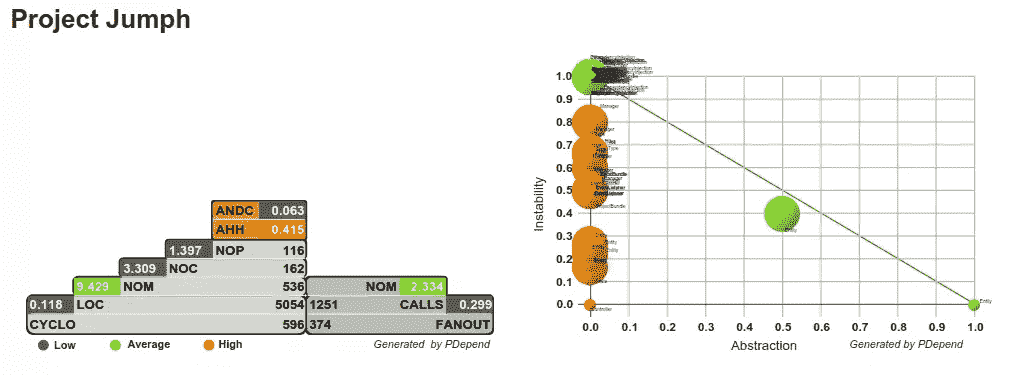 Project Jumph
ANDC 0.063
AHH 0.415
1.397 NOP 116
3.309 NOC 162
9.429 NOM 536 NOM 2.334
0.118 LOC 5054 1251 CALLS 0.299
CYCLO 596 374 FANOUT
Low Average High Generated by PDepend
Instability
1.0
0.9
0.8
0.7
0.6
0.5
0.4
0.3
0.2
0.1
0.0
Manager
Entity
Entity
Entity
0.0 0.1 0.2 0.3 0.4 0.5 0.6 0.7 0.8 0.9 1.0
Abstraction Generated by PDepend